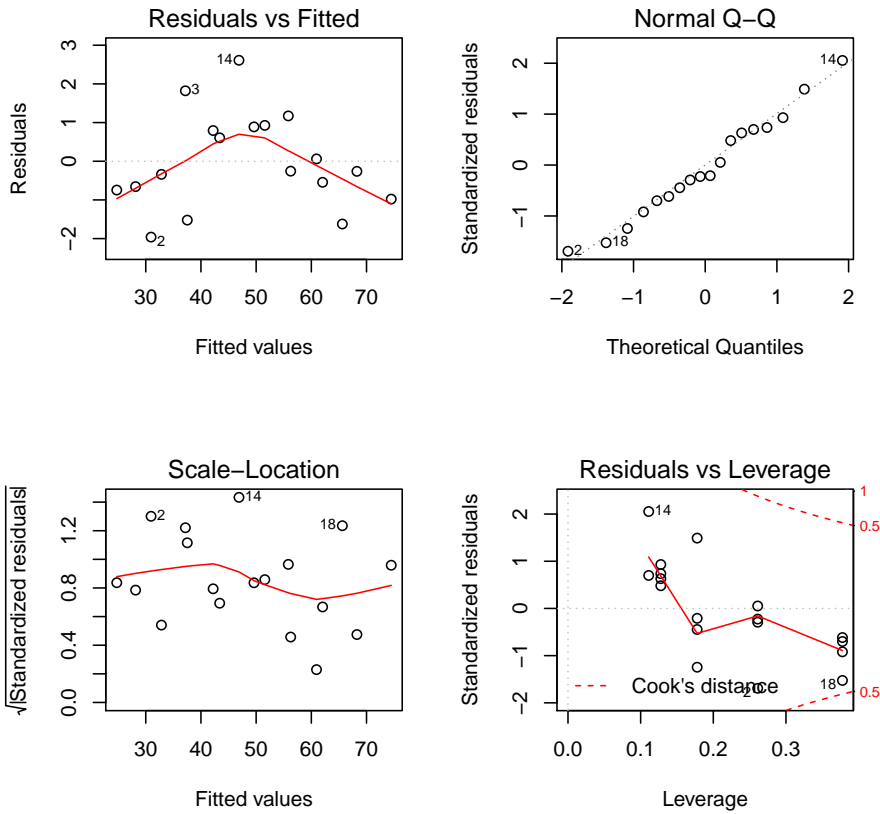 Residuals vs Fitted
Residuals
3
2
1
0
−2
14
3
2
30 40 50 60 70
Fitted values
Normal Q−Q
Standardized residuals
2
1
0
−1
14
2
18
−2 −1 0 1 2
Theoretical Quantiles
Scale−Location
√|Standardized residuals|
1.2
0.8
0.4
0.0
2
14
18
30 40 50 60 70
Fitted values
Residuals vs Leverage
Standardized residuals
2
1
0
−1
−2
14
1
0.5
Cook's distance
2
18
0.5
0.0 0.1 0.2 0.3
Leverage